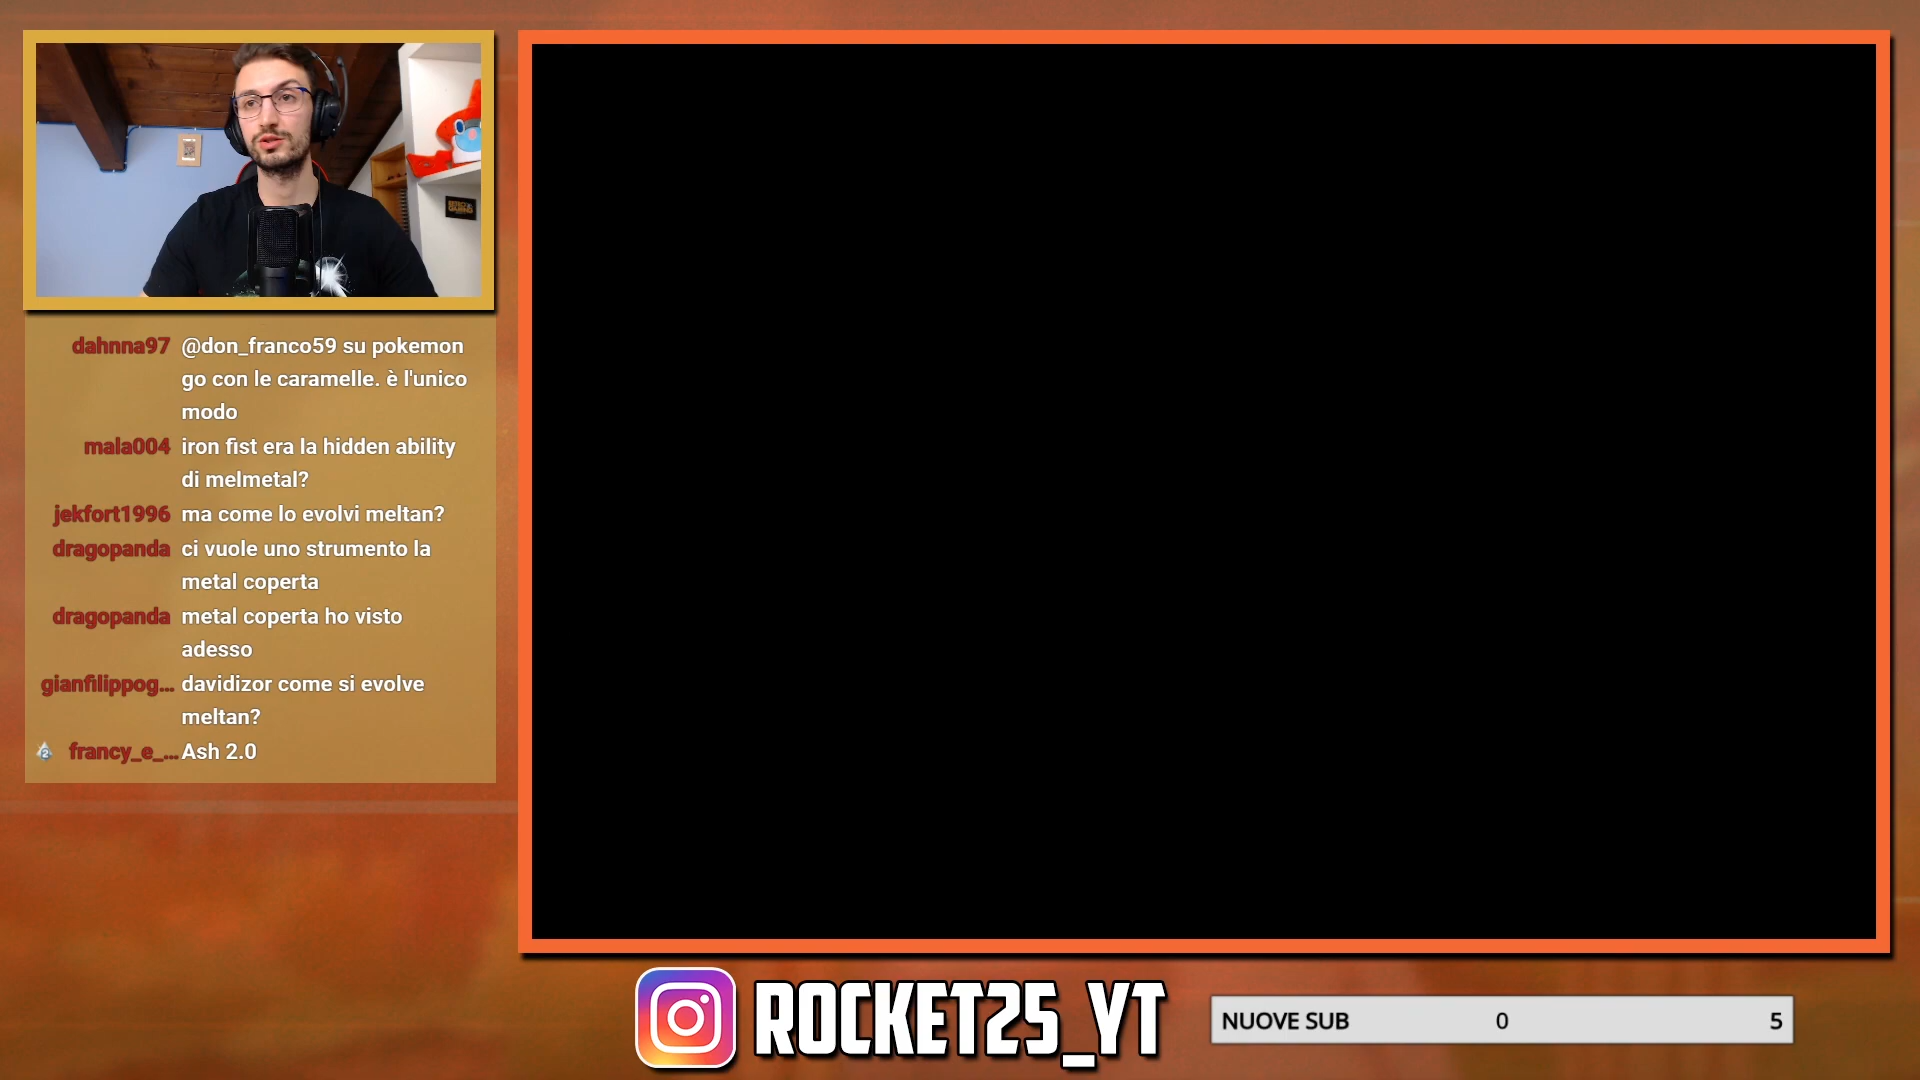 dahnna97 @don_franco59 su pokemon
go con le caramelle. è l'unico
modo
mala004 iron fist era la hidden ability
di melmetal?
jekfort1996 ma come lo evolvi meltan?
dragopanda ci vuole uno strumento la
metal coperta
dragopanda metal coperta ho visto
adesso
gianfilippog... davidizor come si evolve
meltan?
2 francy_e_... Ash 2.0
ROCKET25_YT
NUOVE SUB 0 5